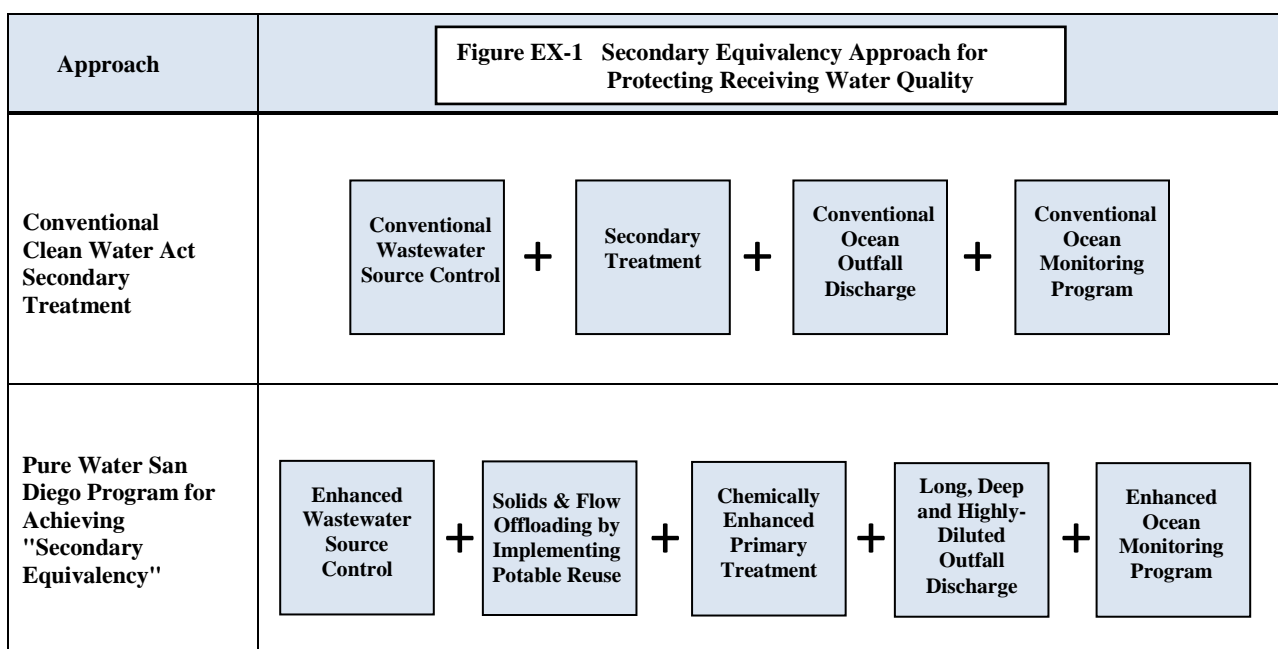 Approach
Figure EX-1 Secondary Equivalency Approach for
Protecting Receiving Water Quality
Conventional
Clean Water Act
Secondary
Treatment
Conventional
Wastewater
Source Control
+
Secondary
Treatment
+
Conventional
Ocean
Outfall
Discharge
+
Conventional
Ocean
Monitoring
Program
Pure Water San
Diego Program for
Achieving
"Secondary
Equivalency"
Enhanced
Wastewater
Source
Control
+
Solids & Flow
Offloading by
Implementing
Potable Reuse
+
Chemically
Enhanced
Primary
Treatment
+
Long, Deep
and Highly-
Diluted
Outfall
Discharge
+
Enhanced
Ocean
Monitoring
Program